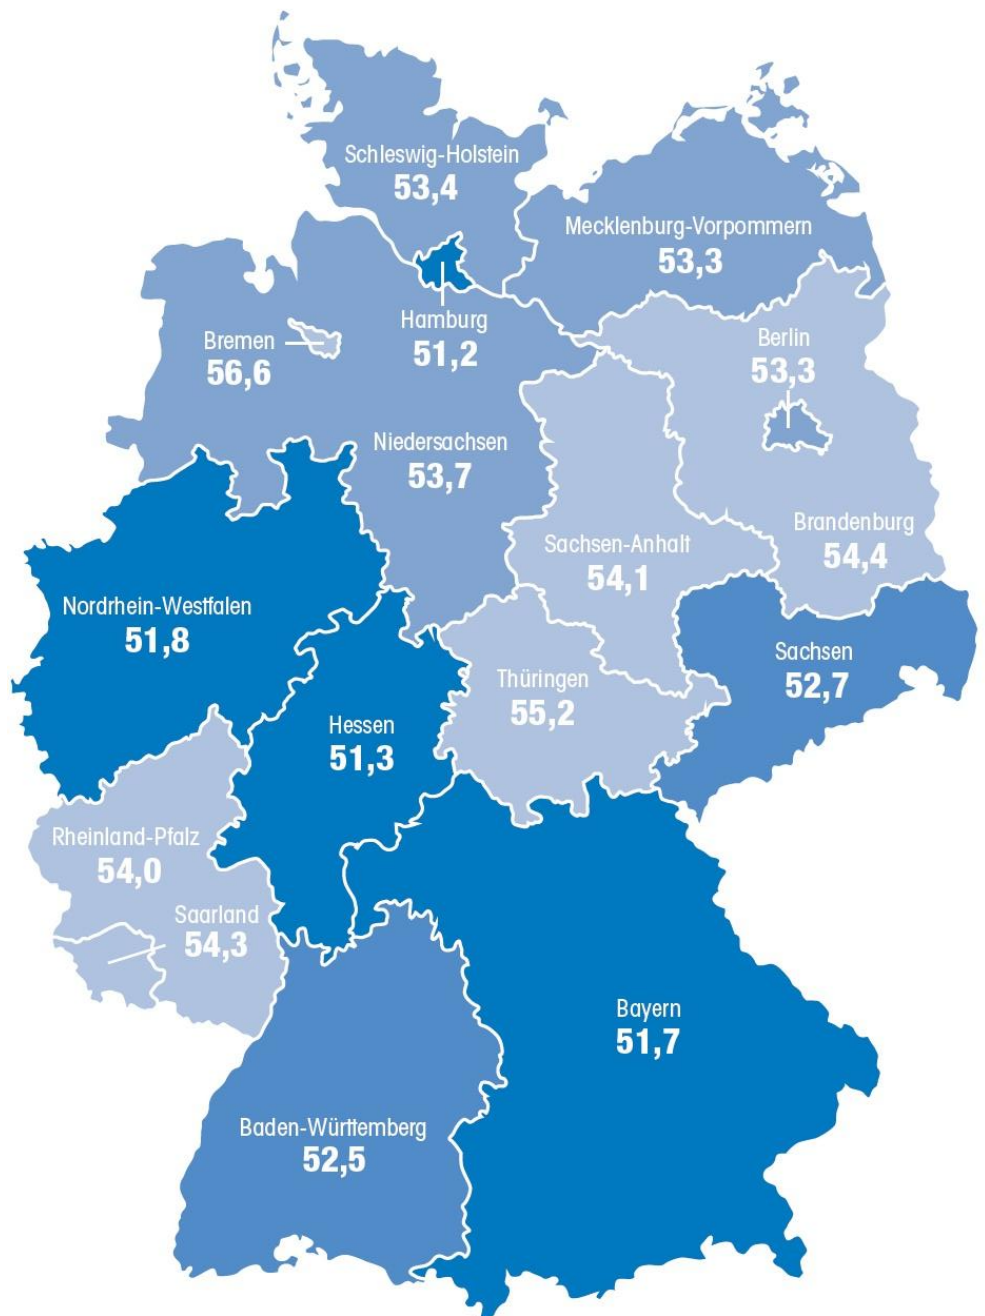 Schleswig-Holstein
53,4
Mecklenburg-Vorpommern
53,3
Hamburg
51,2
Bremen
56,6
Berlin
53,3
Niedersachsen
53,7
Brandenburg
54,4
Sachsen-Anhalt
54,1
Nordrhein-Westfalen
51,8
Sachsen
52,7
Thüringen
55,2
Hessen
51,3
Rheinland-Pfalz
54,0
Saarland
54,3
Bayern
51,7
Baden-Württemberg
52,5